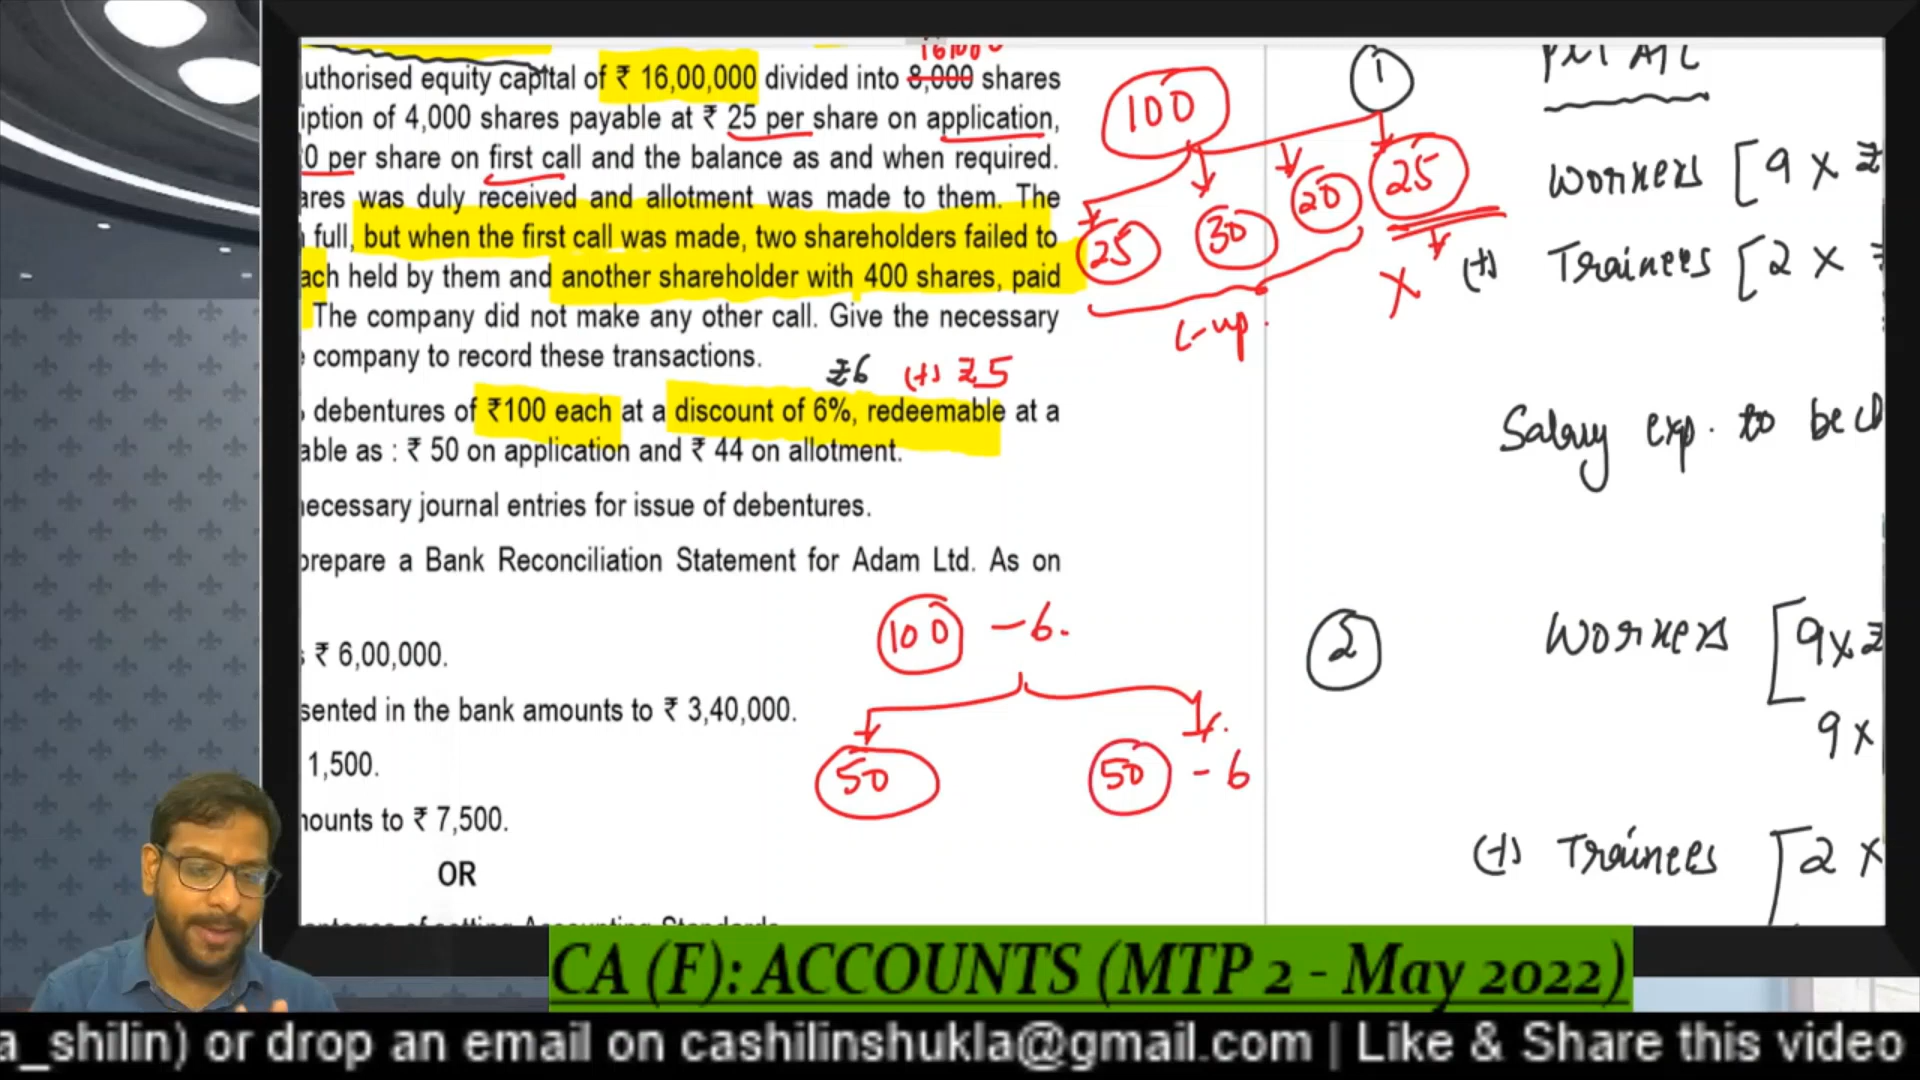 16,000
uthorised equity capital of ₹ 16,00,000 divided into 8,000 shares
iption of 4,000 shares payable at ₹ 25 per share on application,
0 per share on first call and the balance as and when required.
ares was duly received and allotment was made to them. The
full, but when the first call was made, two shareholders failed to
ach held by them and another shareholder with 400 shares, paid
The company did not make any other call. Give the necessary
company to record these transactions.
₹6 (+) ₹5
debentures of ₹100 each at a discount of 6%, redeemable at a
able as : ₹ 50 on application and ₹ 44 on allotment.
necessary journal entries for issue of debentures.
prepare a Bank Reconciliation Statement for Adam Ltd. As on
₹ 6,00,000.
sented in the bank amounts to ₹ 3,40,000.
1,500.
nounts to ₹ 7,500.
OR
100
25 30 20 25
C-up.
X
100 - 6.
50 50 - 6
1
A/c
Workers [9 X ₹
(+) Trainees [2 X ₹
Salary exp. to be
2
Workers [9 X ₹
9 X
(+) Trainees [2 X
CA (F): ACCOUNTS (MTP 2 - May 2022)
a_shilin) or drop an email on cashilinshukla@gmail.com | Like & Share this video